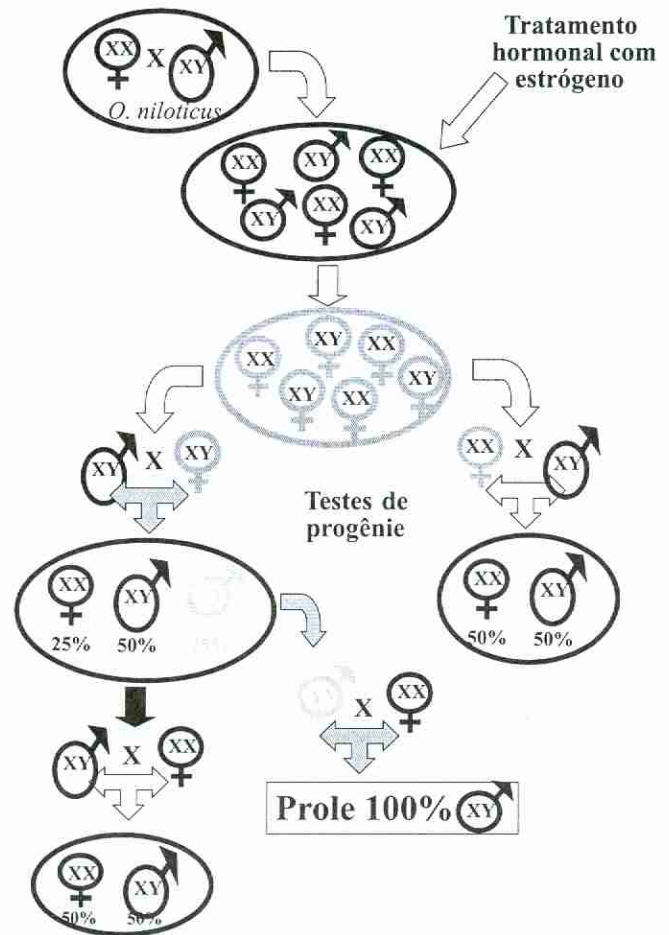 XX X XY
O. niloticus
Tratamento
hormonal com
estrógeno
XX XY XX
XY XX XY
XX XY XX XY
XY XX
XY X XY
XX X XY
Testes de
progênie
XX XY
25% 50%
XX XY
50% 50%
X XX
XY X XX
Prole 100% XY
XX XY
50% 50%